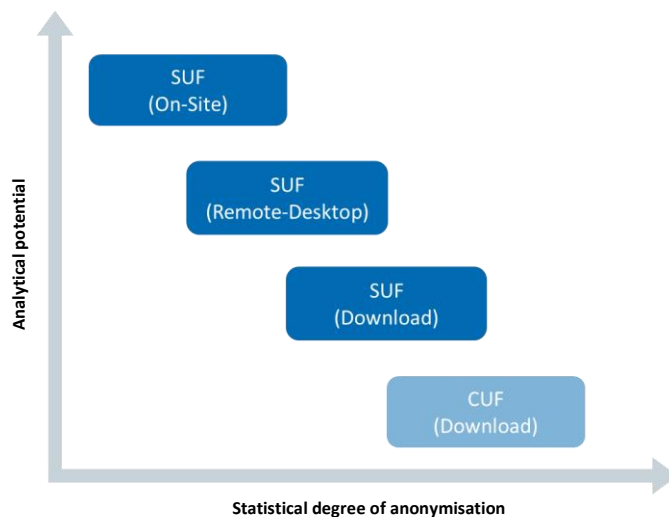 SUF
(On-Site)
SUF
(Remote-Desktop)
SUF
(Download)
CUF
(Download)
Analytical potential
Statistical degree of anonymisation